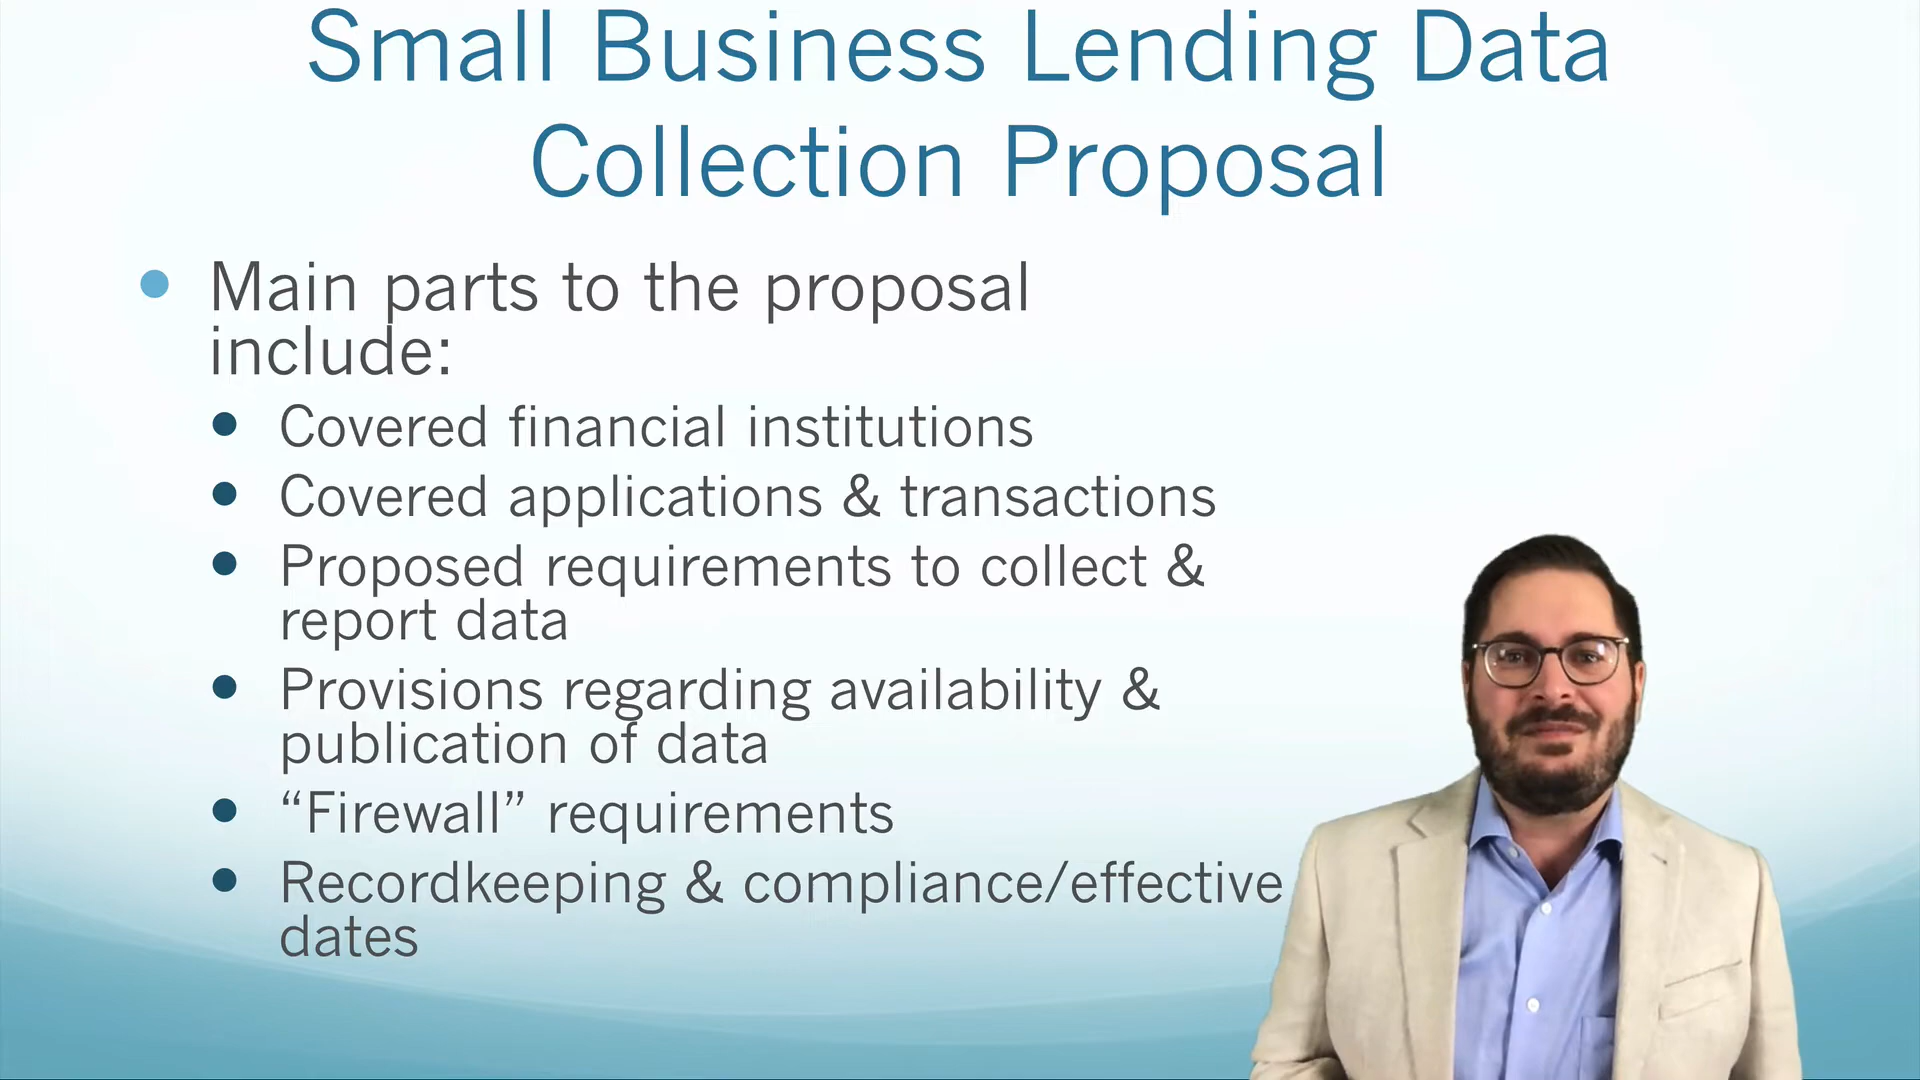 Small Business Lending Data
Collection Proposal
• Main parts to the proposal
include:
• Covered financial institutions
• Covered applications & transactions
• Proposed requirements to collect &
report data
• Provisions regarding availability &
publication of data
• “Firewall” requirements
• Recordkeeping & compliance/effective
dates